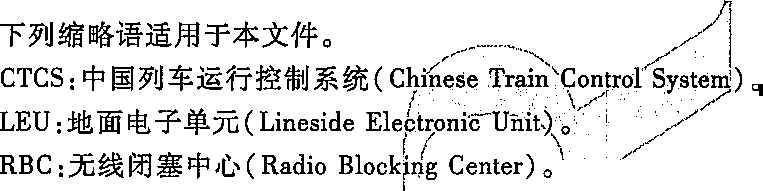 下列缩略语适用于本文件。
CTCS:中国列车运行控制系统(Chinese Train Control System)。
LEU:地面电子单元(Lineside Electronic Unit)。
RBC:无线闭塞中心(Radio Blocking Center)。